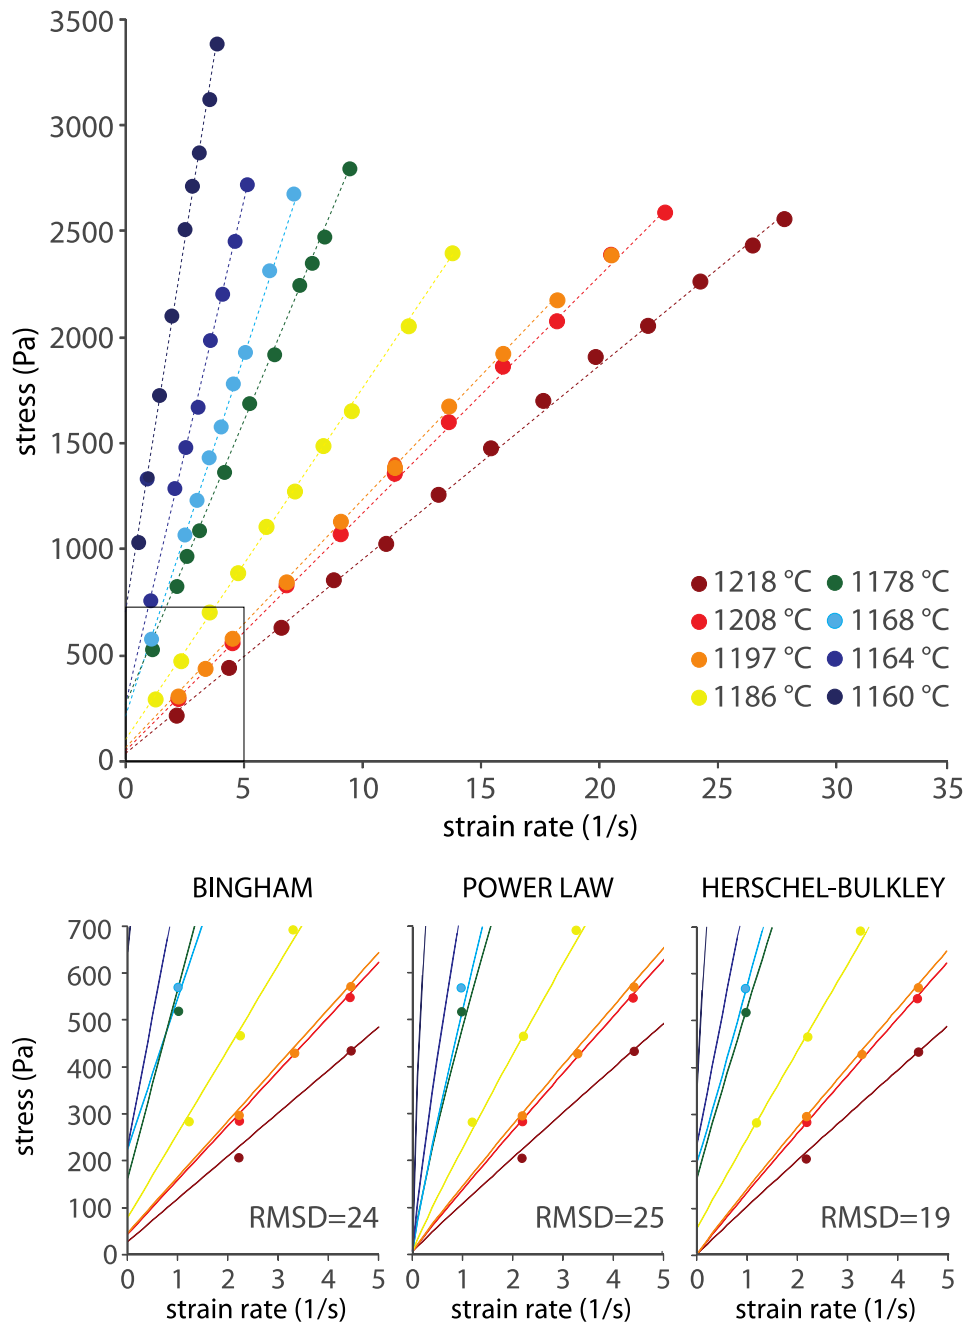 3500
3000
2500
2000
1500
1000
500
0
stress (Pa)
0 5 10 15 20 25 30 35
strain rate (1/s)
1218 °C 1178 °C
1208 °C 1168 °C
1197 °C 1164 °C
1186 °C 1160 °C
BINGHAM POWER LAW HERSCHEL-BULKLEY
700
600
500
400
300
200
100
0
stress (Pa)
RMSD=24 RMSD=25 RMSD=19
0 1 2 3 4 5 0 1 2 3 4 5 0 1 2 3 4 5
strain rate (1/s) strain rate (1/s) strain rate (1/s)